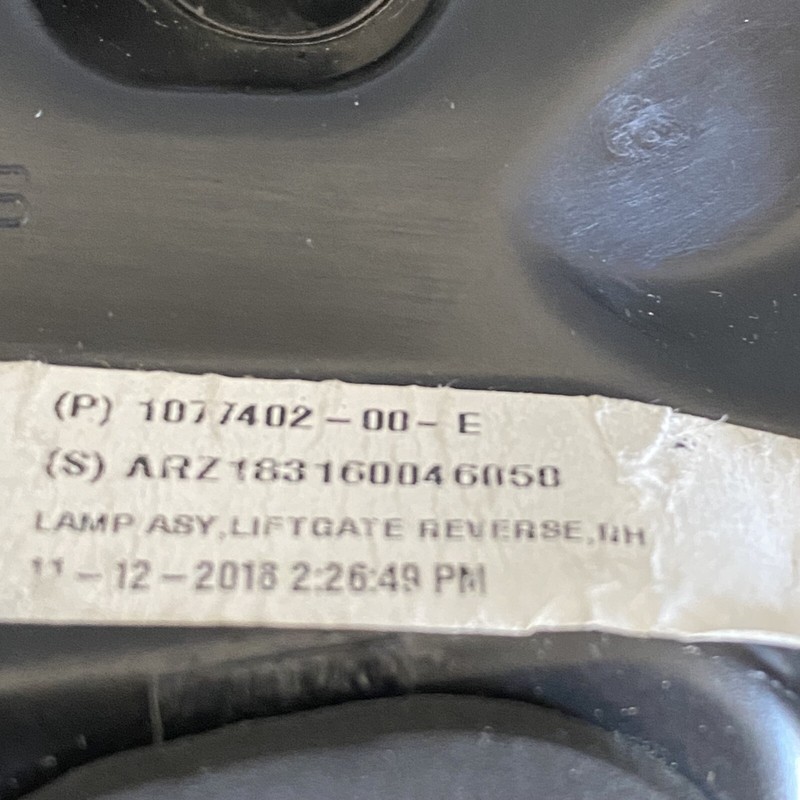 (P) 1077402-00-E
(S) ARZ183160046050
LAMP ASY,LIFTGATE REVERSE,RH
11-12-2018 2:26:49 PM